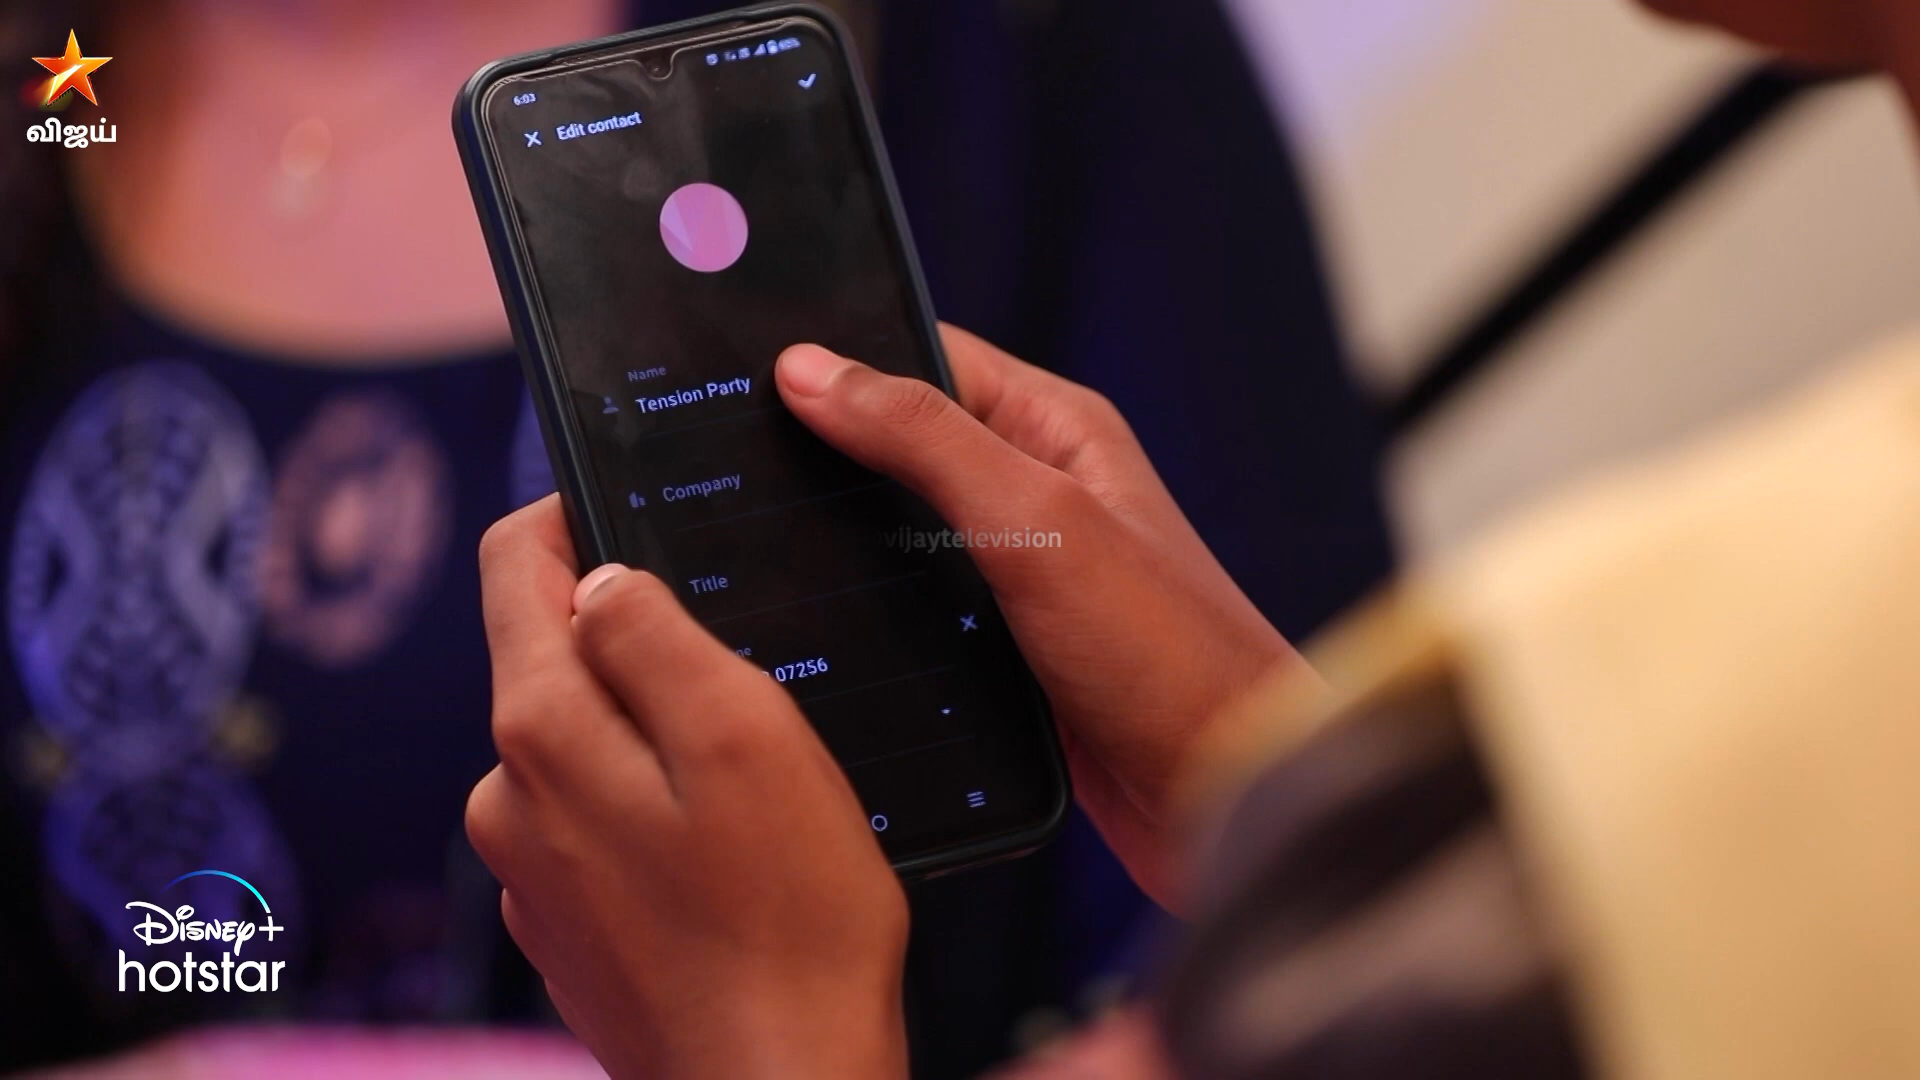 விஜய்
6:03
Edit contact
Name
Tension Party
Company
vijaytelevision
Title
07256
Disney+
hotstar